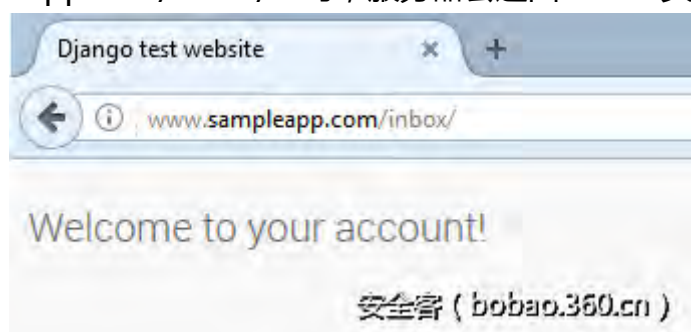 Django test website
www.sampleapp.com/inbox/
Welcome to your account!
安全客 ( bobao.360.cn )